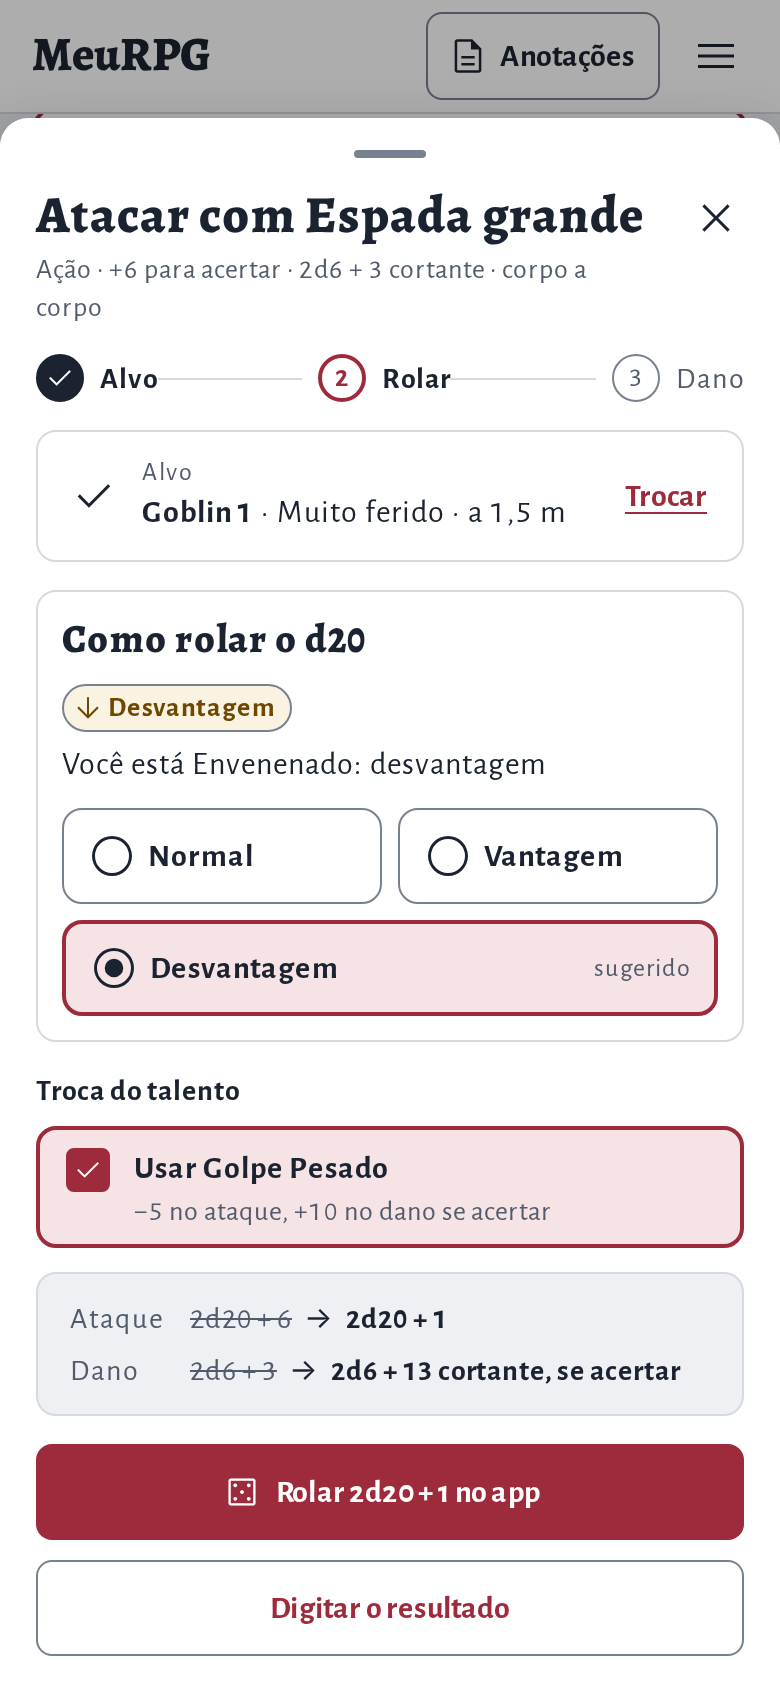 MeuRPG
Anotações
Atacar com Espada grande
Ação · +6 para acertar · 2d6 + 3 cortante · corpo a
corpo
Alvo
2 Rolar
3 Dano
Alvo
Goblin 1 · Muito ferido · a 1,5 m
Trocar
Como rolar o d20
↓ Desvantagem
Você está Envenenado: desvantagem
Normal
Vantagem
Desvantagem
sugerido
Troca do talento
Usar Golpe Pesado
−5 no ataque, +10 no dano se acertar
Ataque 2d20 + 6 → 2d20 + 1
Dano 2d6 + 3 → 2d6 + 13 cortante, se acertar
Rolar 2d20 + 1 no app
Digitar o resultado